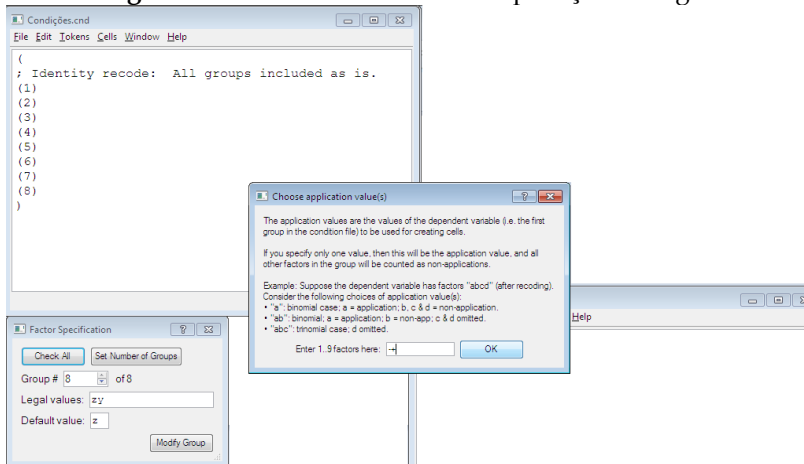 Condições.cnd
File Edit Tokens Cells Window Help
(
; Identity recode: All groups included as is.
(1)
(2)
(3)
(4)
(5)
(6)
(7)
(8)
)
Choose application value(s)
The application values are the values of the dependent variable (i.e. the first
group in the condition file) to be used for creating cells.
If you specify only one value, then this will be the application value, and all
other factors in the group will be counted as non-applications.
Example: Suppose the dependent variable has factors "abcd" (after recoding).
Consider the following choices of application value(s):
• "a": binomial case; a = application; b, c & d = non-application.
• "ab": binomial; a = application; b = non-app; c & d omitted.
• "abc": trinomial case; d omitted.
Enter 1..9 factors here:
OK
Help
Factor Specification
Check All Set Number of Groups
Group # 8 of 8
Legal values: zy
Default value: z
Modify Group